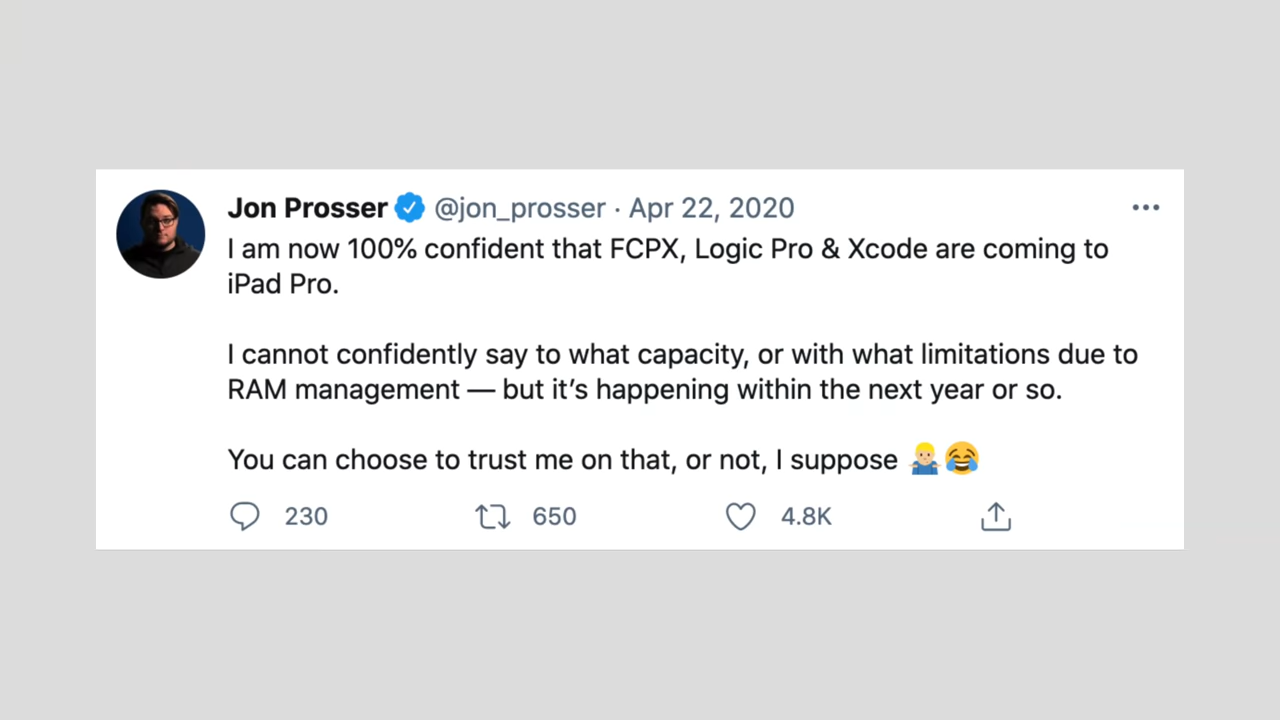 Jon Prosser @jon_prosser · Apr 22, 2020
I am now 100% confident that FCPX, Logic Pro & Xcode are coming to
iPad Pro.
I cannot confidently say to what capacity, or with what limitations due to
RAM management — but it’s happening within the next year or so.
You can choose to trust me on that, or not, I suppose 🤷🏼‍♂️😂
230 650 4.8K